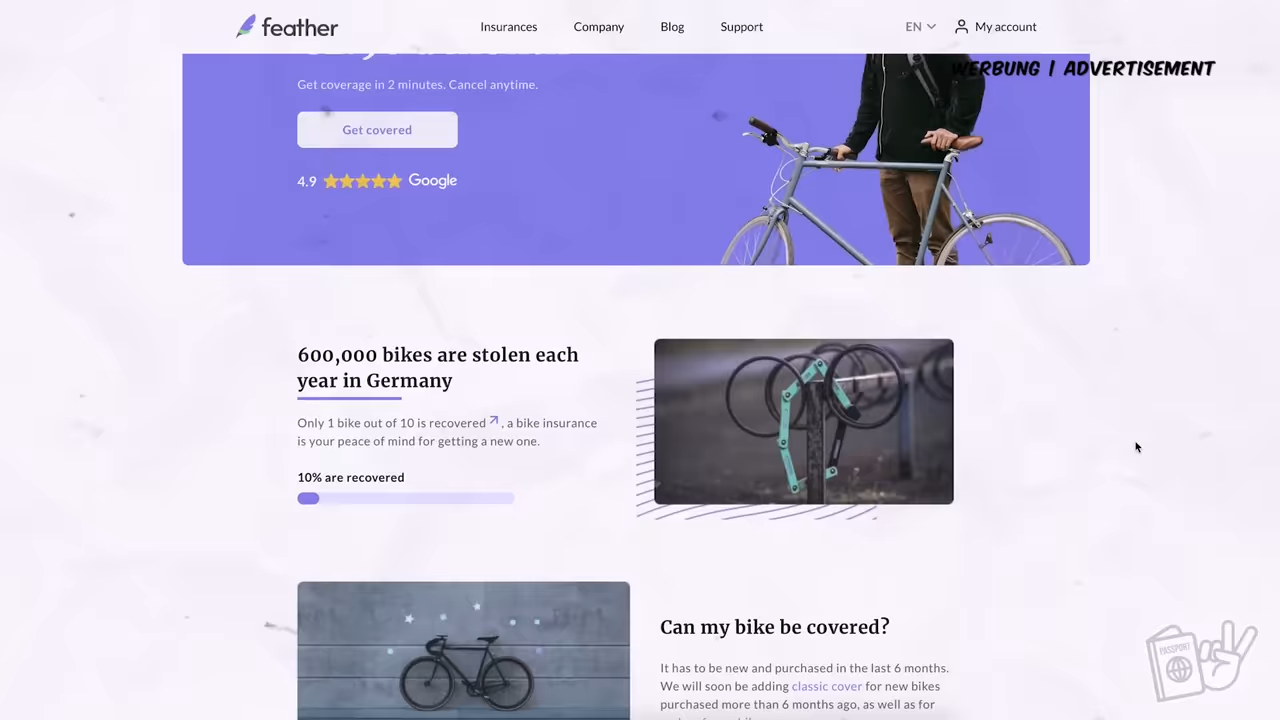 feather
Insurances
Company
Blog
Support
EN
My account
WERBUNG | ADVERTISEMENT
Get coverage in 2 minutes. Cancel anytime.
Get covered
4.9
Google
600,000 bikes are stolen each
year in Germany
Only 1 bike out of 10 is recovered , a bike insurance
is your peace of mind for getting a new one.
10% are recovered
Can my bike be covered?
It has to be new and purchased in the last 6 months.
We will soon be adding classic cover for new bikes
purchased more than 6 months ago, as well as for
PASSPORT